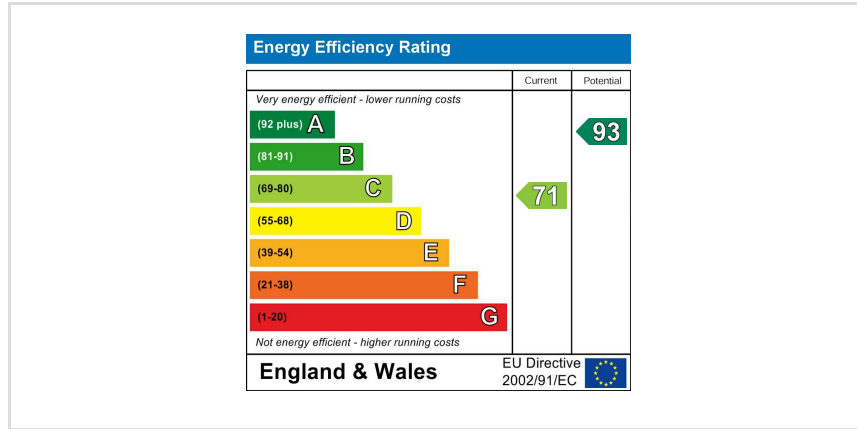 Energy Efficiency Rating
Current Potential
Very energy efficient - lower running costs
(92 plus) A
93
(81-91) B
(69-80) C
71
(55-68) D
(39-54) E
(21-38) F
(1-20) G
Not energy efficient - higher running costs
England & Wales
EU Directive
2002/91/EC